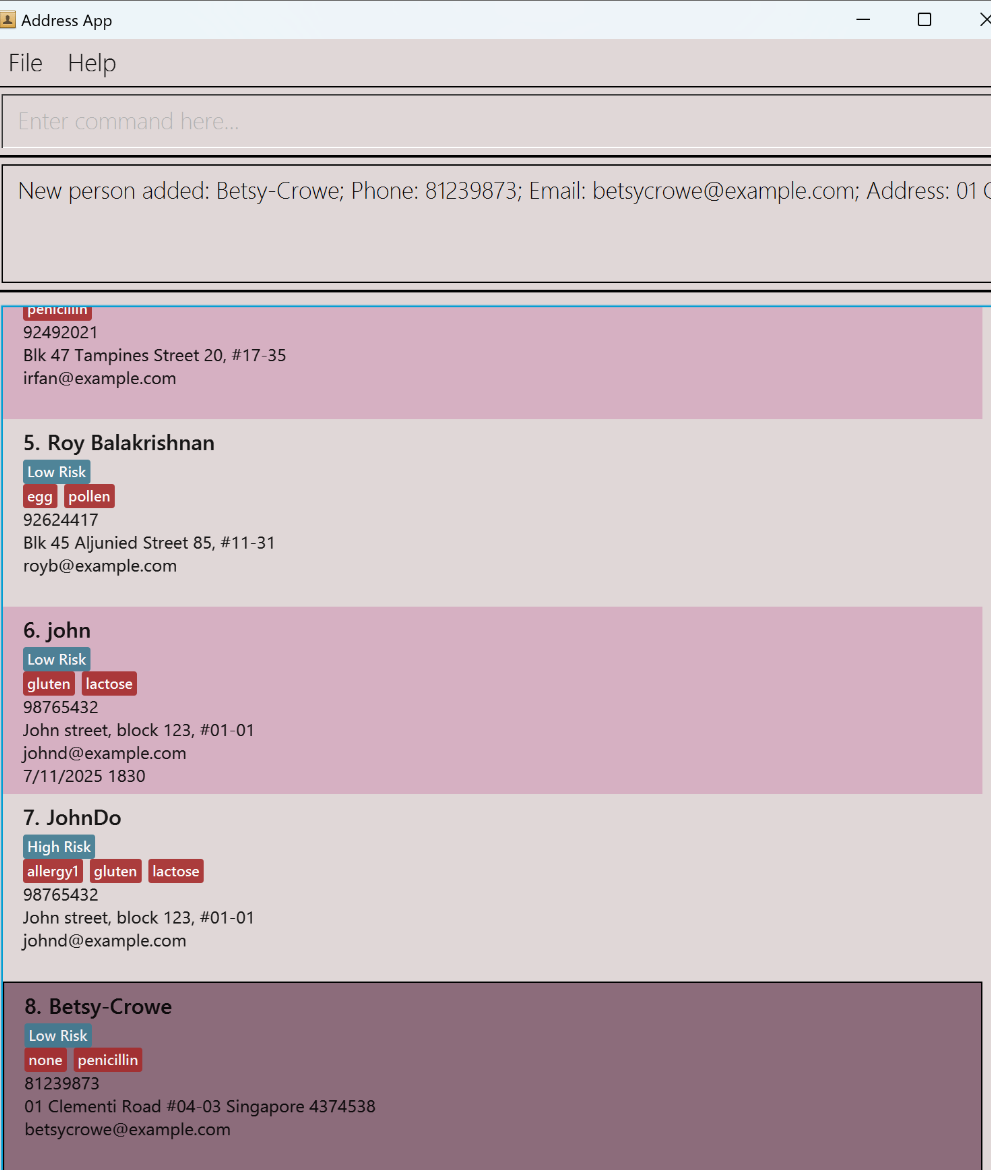 Address App
File Help
Enter command here...
New person added: Betsy-Crowe; Phone: 81239873; Email: betsycrowe@example.com; Address: 01
penicillin
92492021
Blk 47 Tampines Street 20, #17-35
irfan@example.com
5. Roy Balakrishnan
Low Risk
egg pollen
92624417
Blk 45 Aljunied Street 85, #11-31
royb@example.com
6. john
Low Risk
gluten lactose
98765432
John street, block 123, #01-01
johnd@example.com
7/11/2025 1830
7. JohnDo
High Risk
allergy1 gluten lactose
98765432
John street, block 123, #01-01
johnd@example.com
8. Betsy-Crowe
Low Risk
none penicillin
81239873
01 Clementi Road #04-03 Singapore 4374538
betsycrowe@example.com